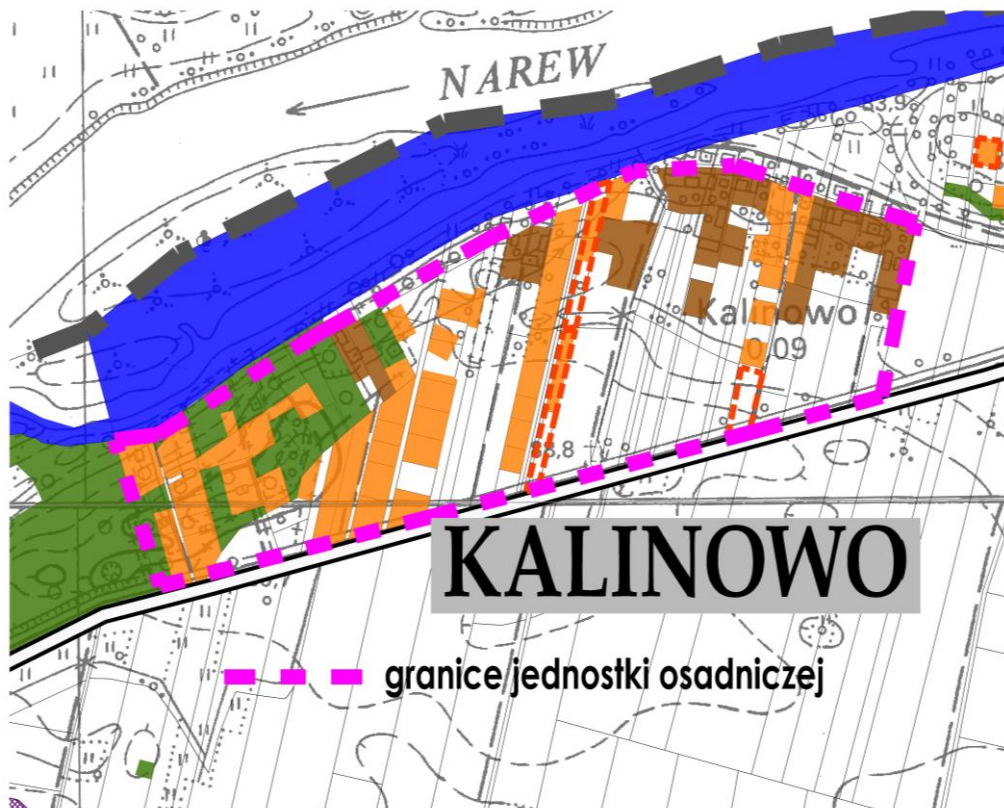 NAREW
83,9
Kalinowo
0.09
83,8
KALINOWO
granice jednostki osadniczej